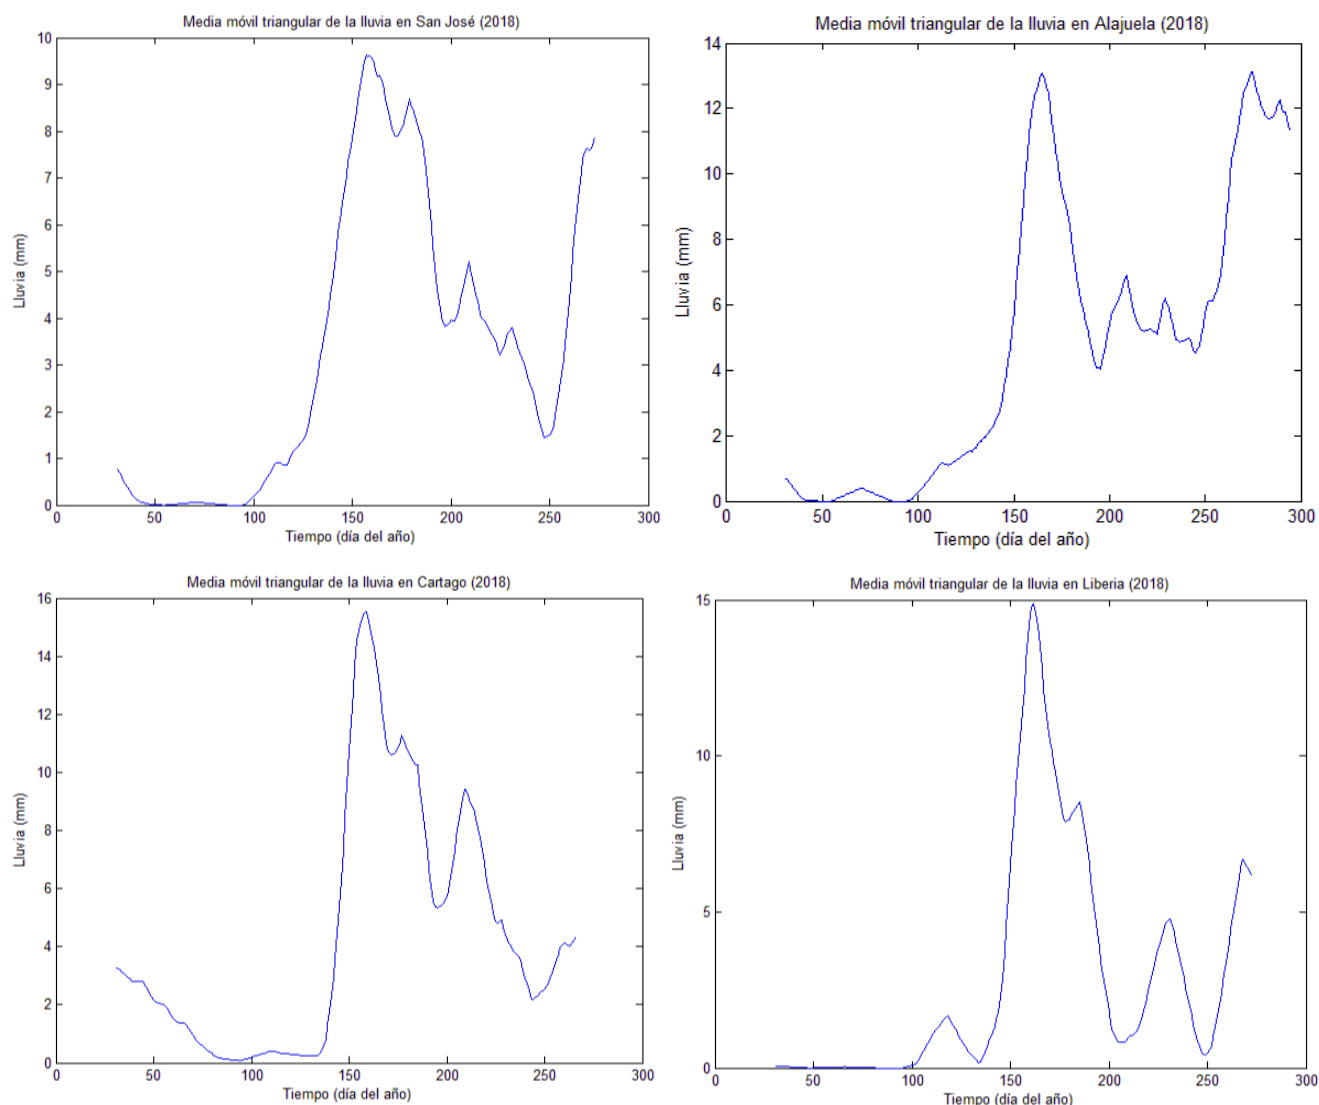 Media móvil triangular de la lluvia en San José (2018)
10
9
8
7
6
5
4
3
2
1
0
Lluvia (mm)
0 50 100 150 200 250 300
Tiempo (día del año)
Media móvil triangular de la lluvia en Alajuela (2018)
14
12
10
8
6
4
2
0
Lluvia (mm)
0 50 100 150 200 250 300
Tiempo (día del año)
Media móvil triangular de la lluvia en Cartago (2018)
16
14
12
10
8
6
4
2
0
Lluvia (mm)
0 50 100 150 200 250 300
Tiempo (día del año)
Media móvil triangular de la lluvia en Liberia (2018)
15
10
5
0
Lluvia (mm)
0 50 100 150 200 250 300
Tiempo (día del año)